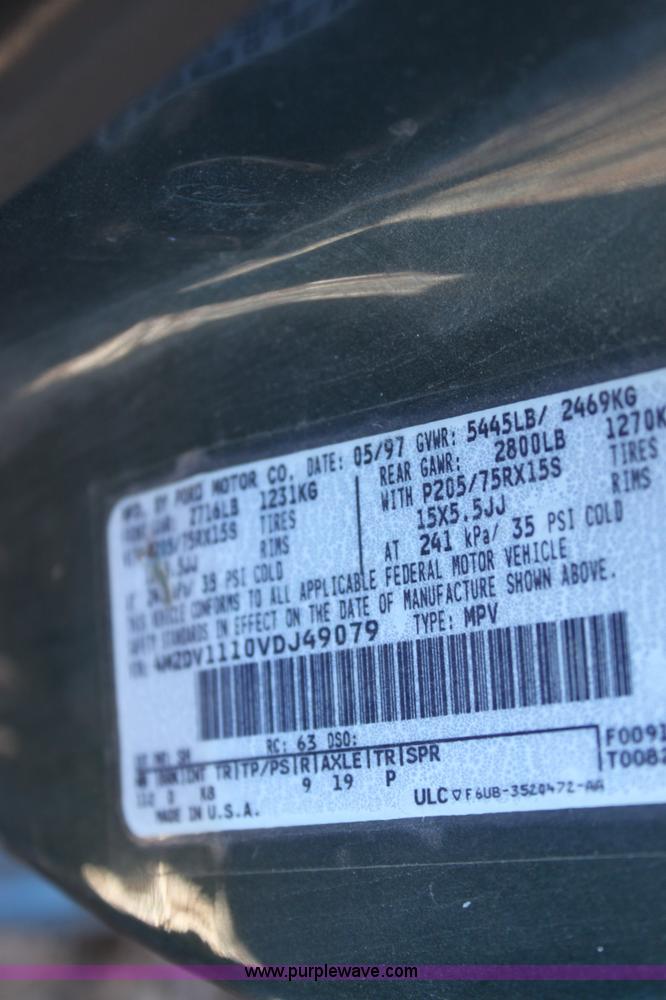 MFD. BY FORD MOTOR CO. DATE: 05/97 GVWR: 5445LB/ 2469KG
2716LB 1231KG REAR GAWR: 2800LB 1270K
TIRES WITH P205/75RX15S TIRES
RIMS 15X5.5JJ RIMS
35 PSI COLD AT 241 kPa/ 35 PSI COLD
THIS VEHICLE CONFORMS TO ALL APPLICABLE FEDERAL MOTOR VEHICLE
SAFETY STANDARDS IN EFFECT ON THE DATE OF MANUFACTURE SHOWN ABOVE.
4M2DV1110VDJ49079 TYPE: MPV
RC: 63 DSO:
F0091
TR TP/PS R AXLE TR SPR T0082
9 19 P
MADE IN U.S.A. ULC F6UB-3520472-AA
www.purplewave.com